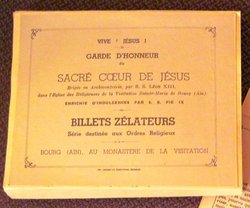 VIVE † JÉSUS !
GARDE D'HONNEUR
du
SACRÉ CŒUR DE JÉSUS
Érigée en Archiconfrérie, par S. S. Léon XIII,
dans l'Église des Religieuses de la Visitation Sainte-Marie de Bourg (Ain)
ENRICHIE D'INDULGENCES PAR S. S. PIE IX
BILLETS ZÉLATEURS
Série destinée aux Ordres Religieux
BOURG (AIN), AU MONASTÈRE DE LA VISITATION